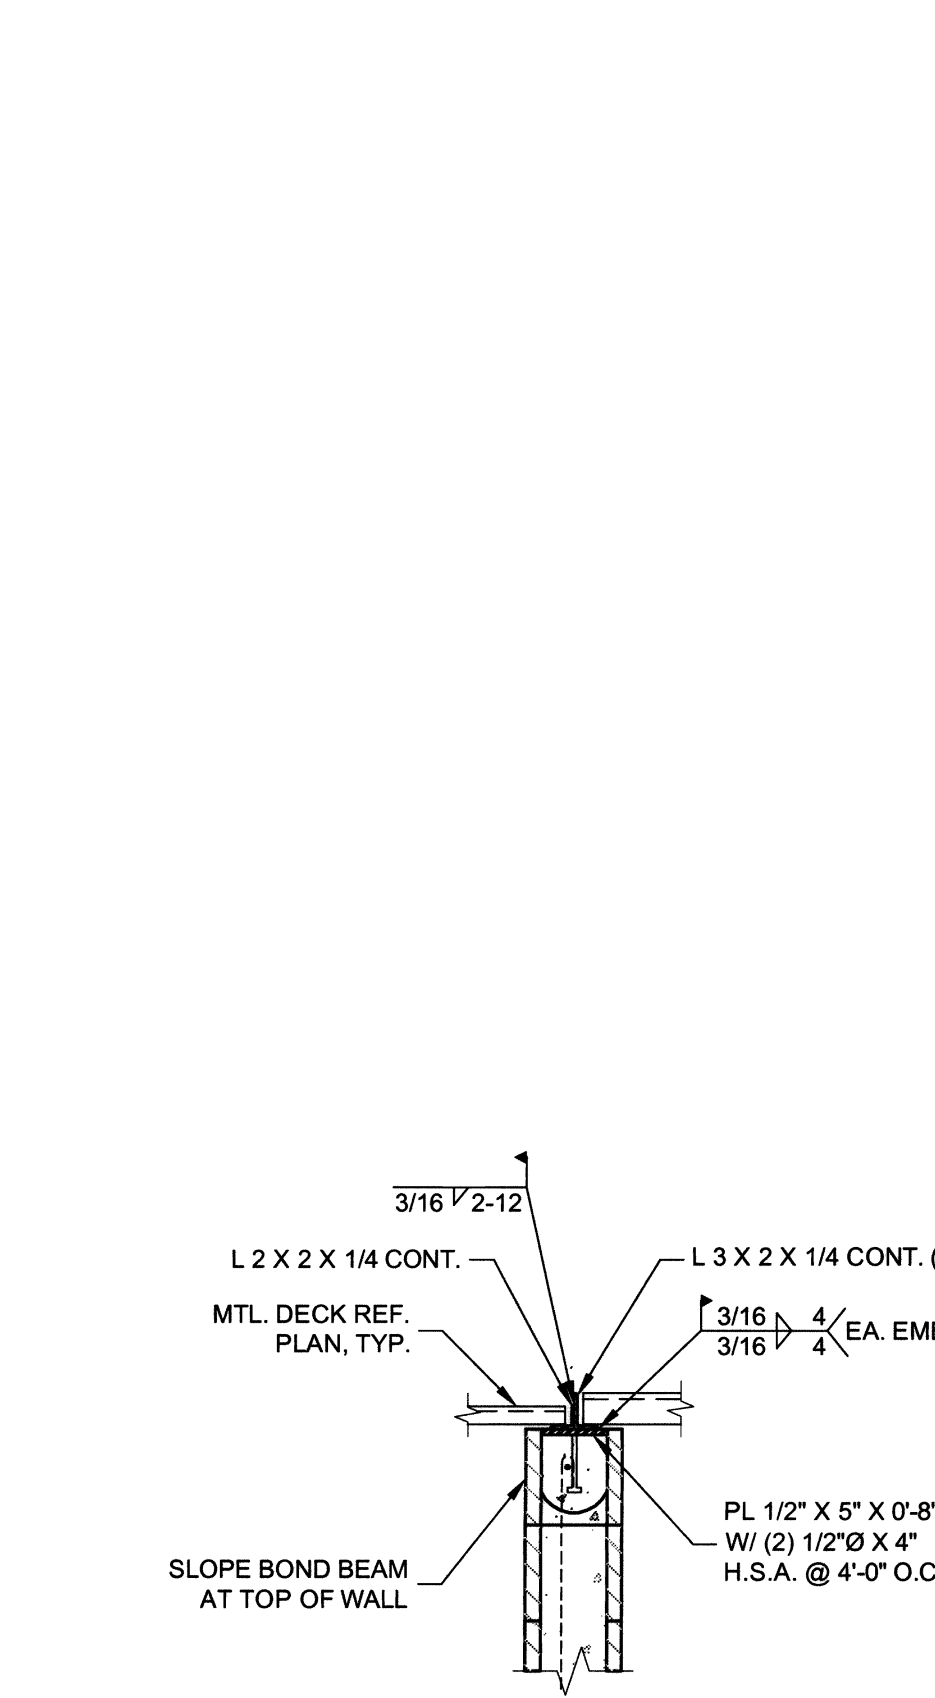 3/16 2-12
L 2 X 2 X 1/4 CONT.
L 3 X 2 X 1/4 CONT. (
MTL. DECK REF.
PLAN, TYP.
3/16 4
3/16 4
EA.
PL 1/2" X 5" X 0'-8"
W/ (2) 1/2"Ø X 4"
H.S.A. @ 4'-0" O.C
SLOPE BOND BEAM
AT TOP OF WALL